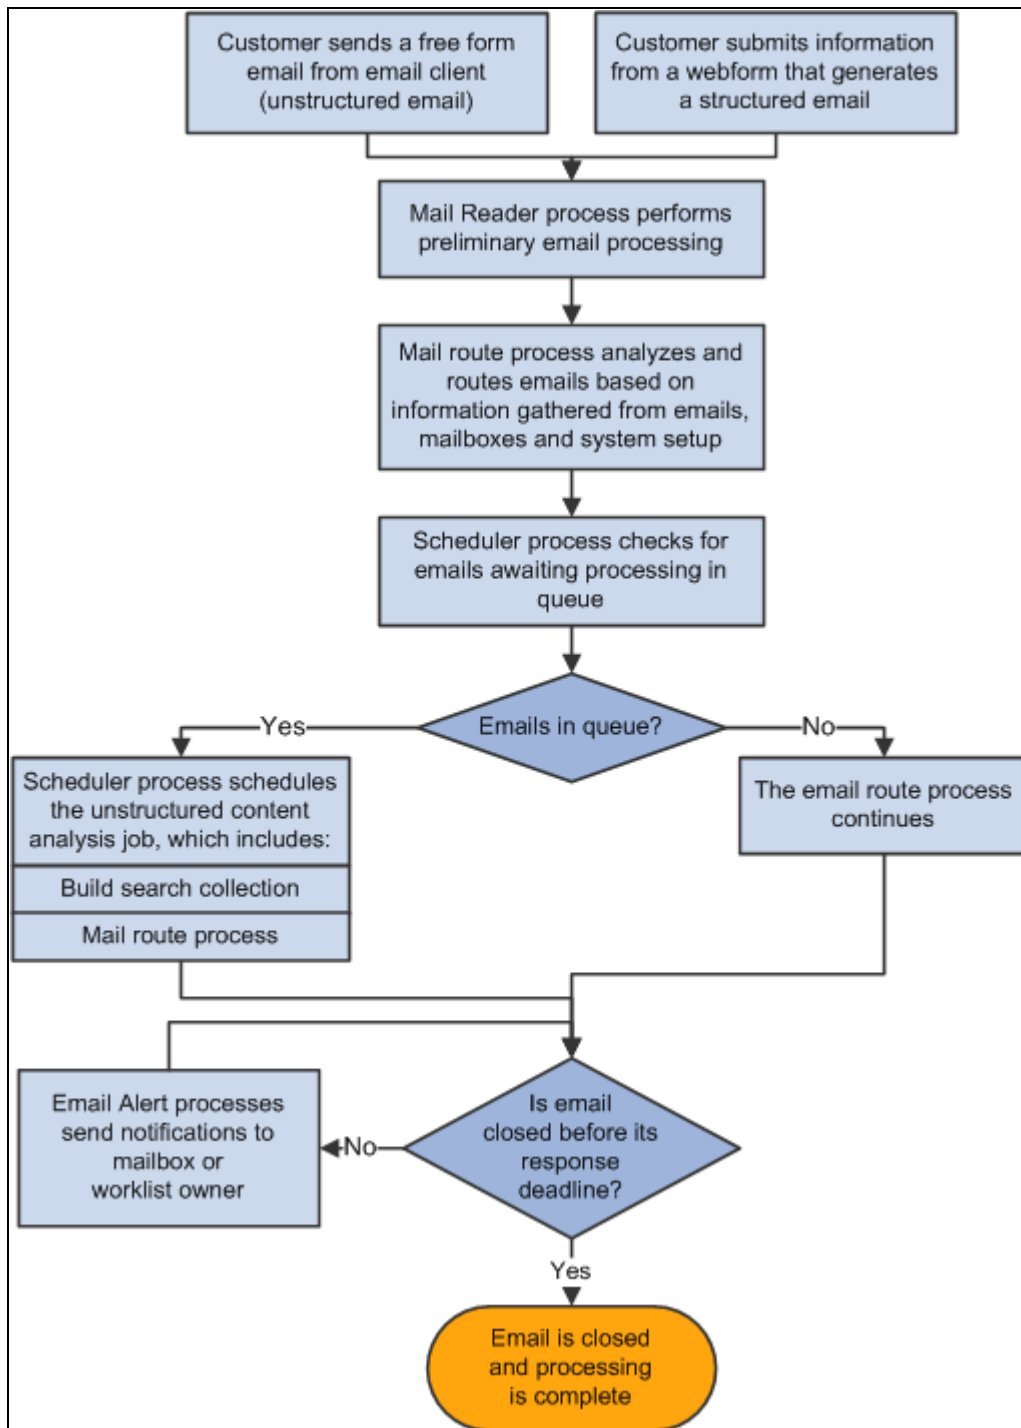 Customer sends a free form
email from email client
(unstructured email)
Customer submits information
from a webform that generates
a structured email
Mail Reader process performs
preliminary email processing
Mail route process analyzes and
routes emails based on
information gathered from emails,
mailboxes and system setup
Scheduler process checks for
emails awaiting processing in
queue
Emails in queue?
Yes
No
Scheduler process schedules
the unstructured content
analysis job, which includes:
Build search collection
Mail route process
The email route process
continues
Email Alert processes
send notifications to
mailbox or
worklist owner
No
Is email
closed before its
response
deadline?
Yes
Email is closed
and processing
is complete